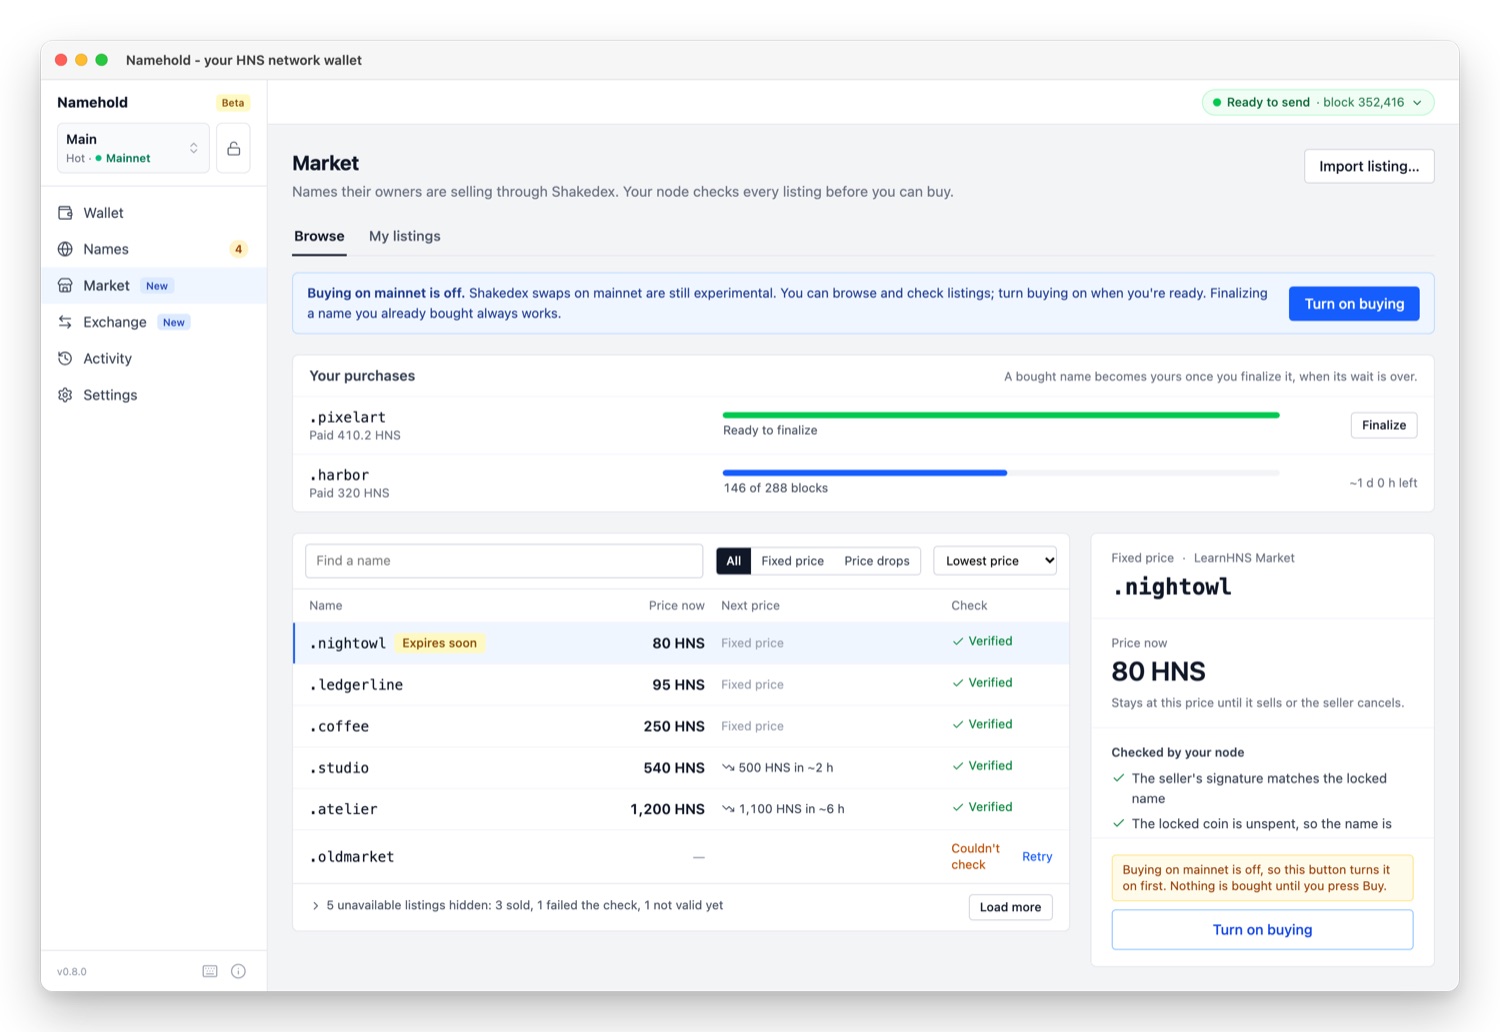 Namehold - your HNS network wallet
Namehold Beta
Main
Hot · Mainnet
Wallet
Names 4
Market New
Exchange New
Activity
Settings
v0.8.0
Ready to send · block 352,416
Market
Import listing...
Names their owners are selling through Shakedex. Your node checks every listing before you can buy.
Browse My listings
Buying on mainnet is off. Shakedex swaps on mainnet are still experimental. You can browse and check listings; turn buying on when you're ready. Finalizing
a name you already bought always works.
Turn on buying
Your purchases A bought name becomes yours once you finalize it, when its wait is over.
.pixelart
Paid 410.2 HNS
Ready to finalize
Finalize
.harbor
Paid 320 HNS
146 of 288 blocks
~1 d 0 h left
Find a name All Fixed price Price drops Lowest price
Name Price now Next price Check
.nightowl Expires soon 80 HNS Fixed price Verified
.ledgerline 95 HNS Fixed price Verified
.coffee 250 HNS Fixed price Verified
.studio 540 HNS 500 HNS in ~2 h Verified
.atelier 1,200 HNS 1,100 HNS in ~6 h Verified
.oldmarket — Couldn't
check Retry
5 unavailable listings hidden: 3 sold, 1 failed the check, 1 not valid yet Load more
Fixed price · LearnHNS Market
.nightowl
Price now
80 HNS
Stays at this price until it sells or the seller cancels.
Checked by your node
The seller's signature matches the locked
name
The locked coin is unspent, so the name is
Buying on mainnet is off, so this button turns it
on first. Nothing is bought until you press Buy.
Turn on buying